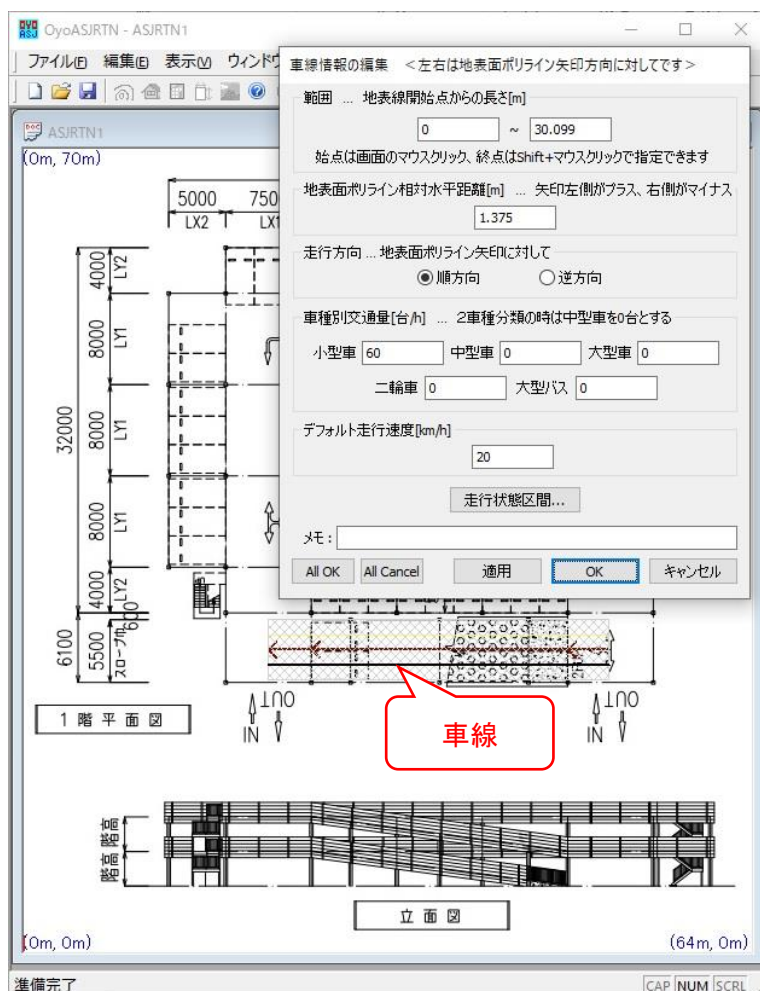 OyoASJRTN - ASJRTN1
ファイル(F) 編集(E) 表示(V) ウィンドウ
車線情報の編集 <左右は地表面ポリライン矢印方向に対してです>
範囲 … 地表線開始点からの長さ[m]
0 ~ 30.099
始点は画面のマウスクリック、終点はShift+マウスクリックで指定できます
地表面ポリライン相対水平距離[m] … 矢印左側がプラス、右側がマイナス
1.375
走行方向 … 地表面ポリライン矢印に対して
順方向 逆方向
車種別交通量[台/h] … 2車種分類の時は中型車を0台とする
小型車 60 中型車 0 大型車 0
二輪車 0 大型バス 0
デフォルト走行速度[km/h]
20
走行状態区間...
メモ:
All OK All Cancel 適用 OK キャンセル
ASJRTN1
(0m, 70m)
5000 750
LX2 LX1
4000 LY2
8000 LY1
32000
8000 LY1
8000 LY1
4000 LY2
600
6100
5500
スロープ巾
1階平面図
IN OUT
IN OUT
車線
階高
階高
立面図
(0m, 0m) (64m, 0m)
準備完了 CAP NUM SCRL